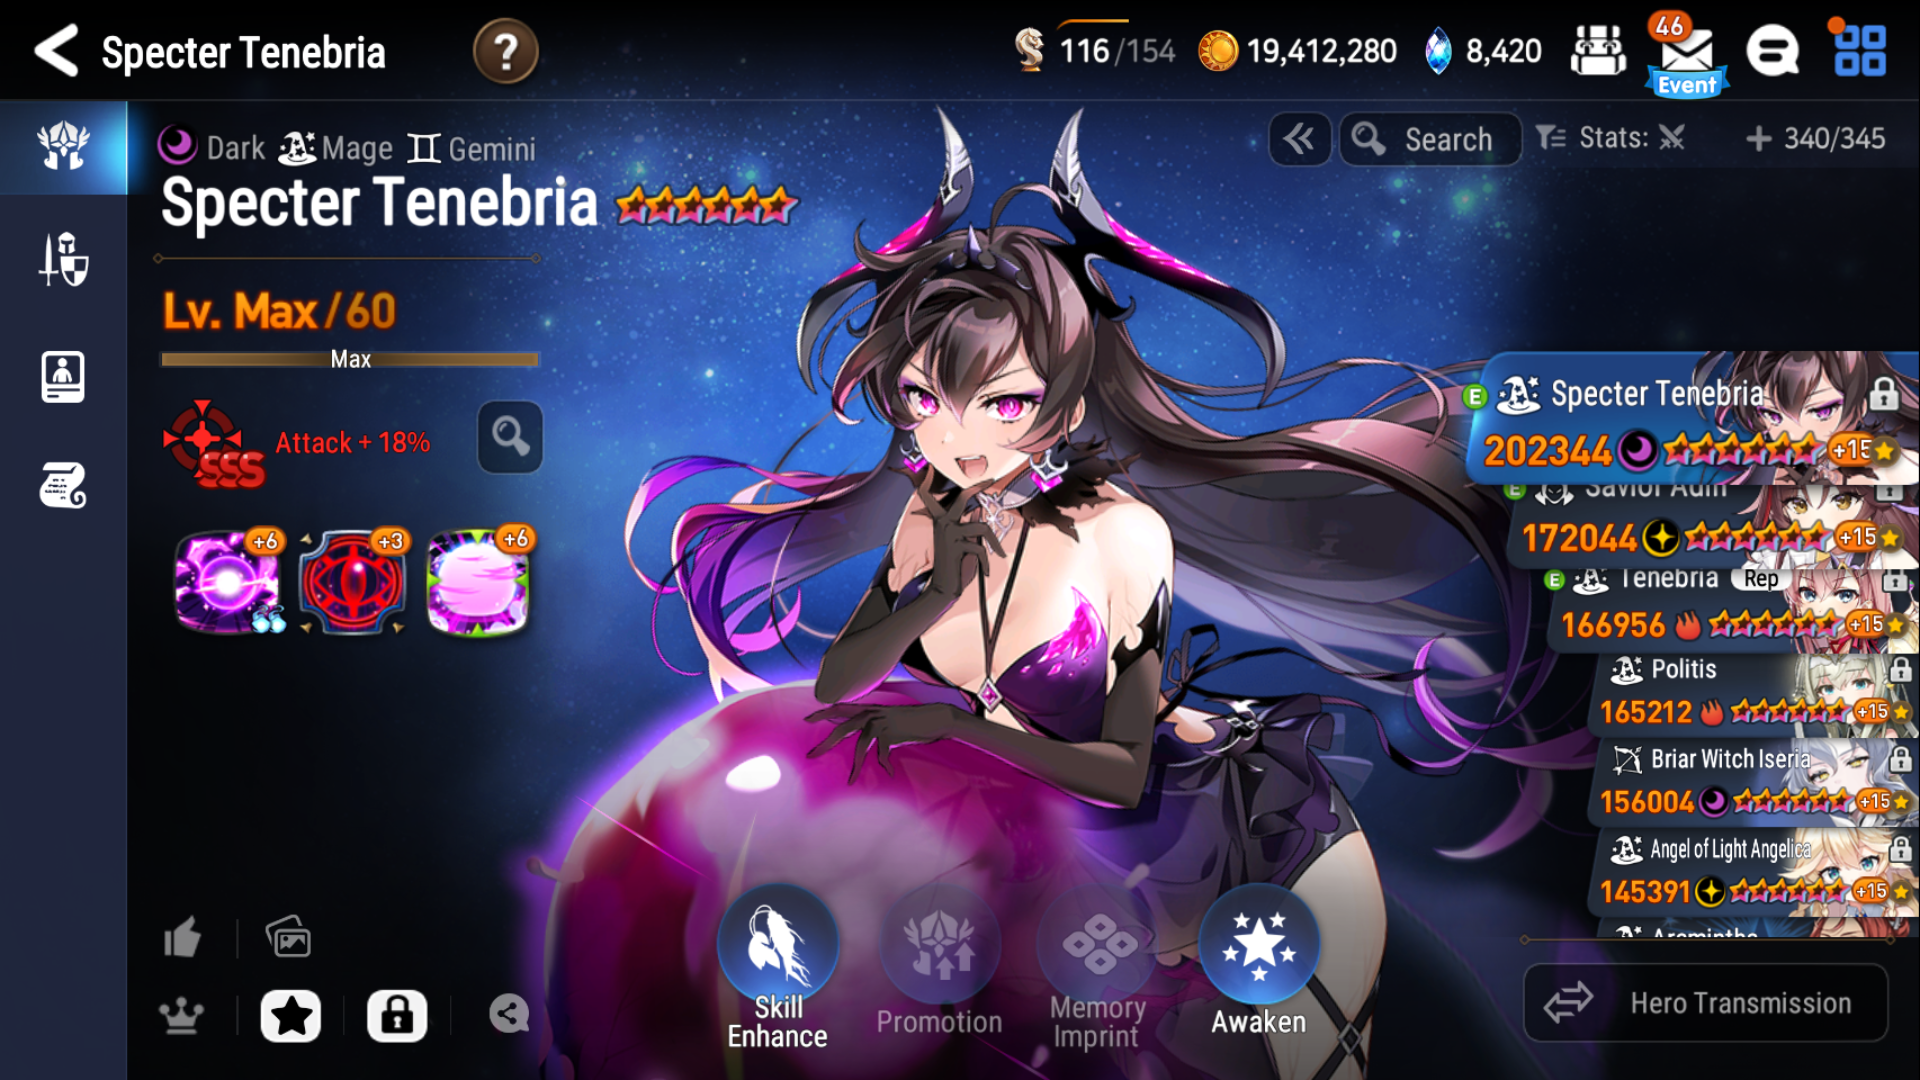 Specter Tenebria
?
116/154
19,412,280
8,420
46
Event
Dark Mage Gemini
Specter Tenebria
Search
Stats:
+ 340/345
Lv. Max/60
Max
SSS
Attack + 18%
+6
+3
+6
E Specter Tenebria
202344 +15
E Savior Adin
172044 +15
E Tenebria Rep
166956 +15
Politis
165212 +15
Briar Witch Iseria
156004 +15
Angel of Light Angelica
145391 +15
Aramintha
Skill Enhance
Promotion
Memory Imprint
Awaken
Hero Transmission